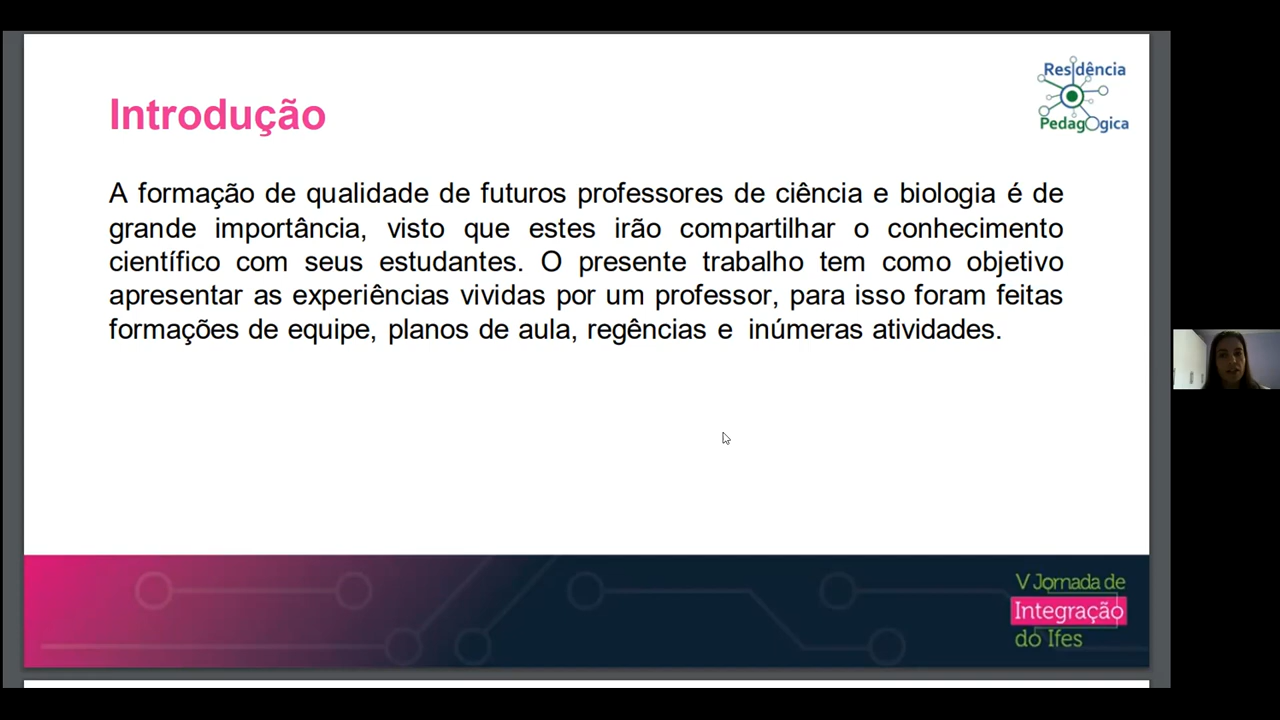 Residência
Pedagógica
Introdução
A formação de qualidade de futuros professores de ciência e biologia é de
grande importância, visto que estes irão compartilhar o conhecimento
científico com seus estudantes. O presente trabalho tem como objetivo
apresentar as experiências vividas por um professor, para isso foram feitas
formações de equipe, planos de aula, regências e inúmeras atividades.
V Jornada de
Integração
do Ifes